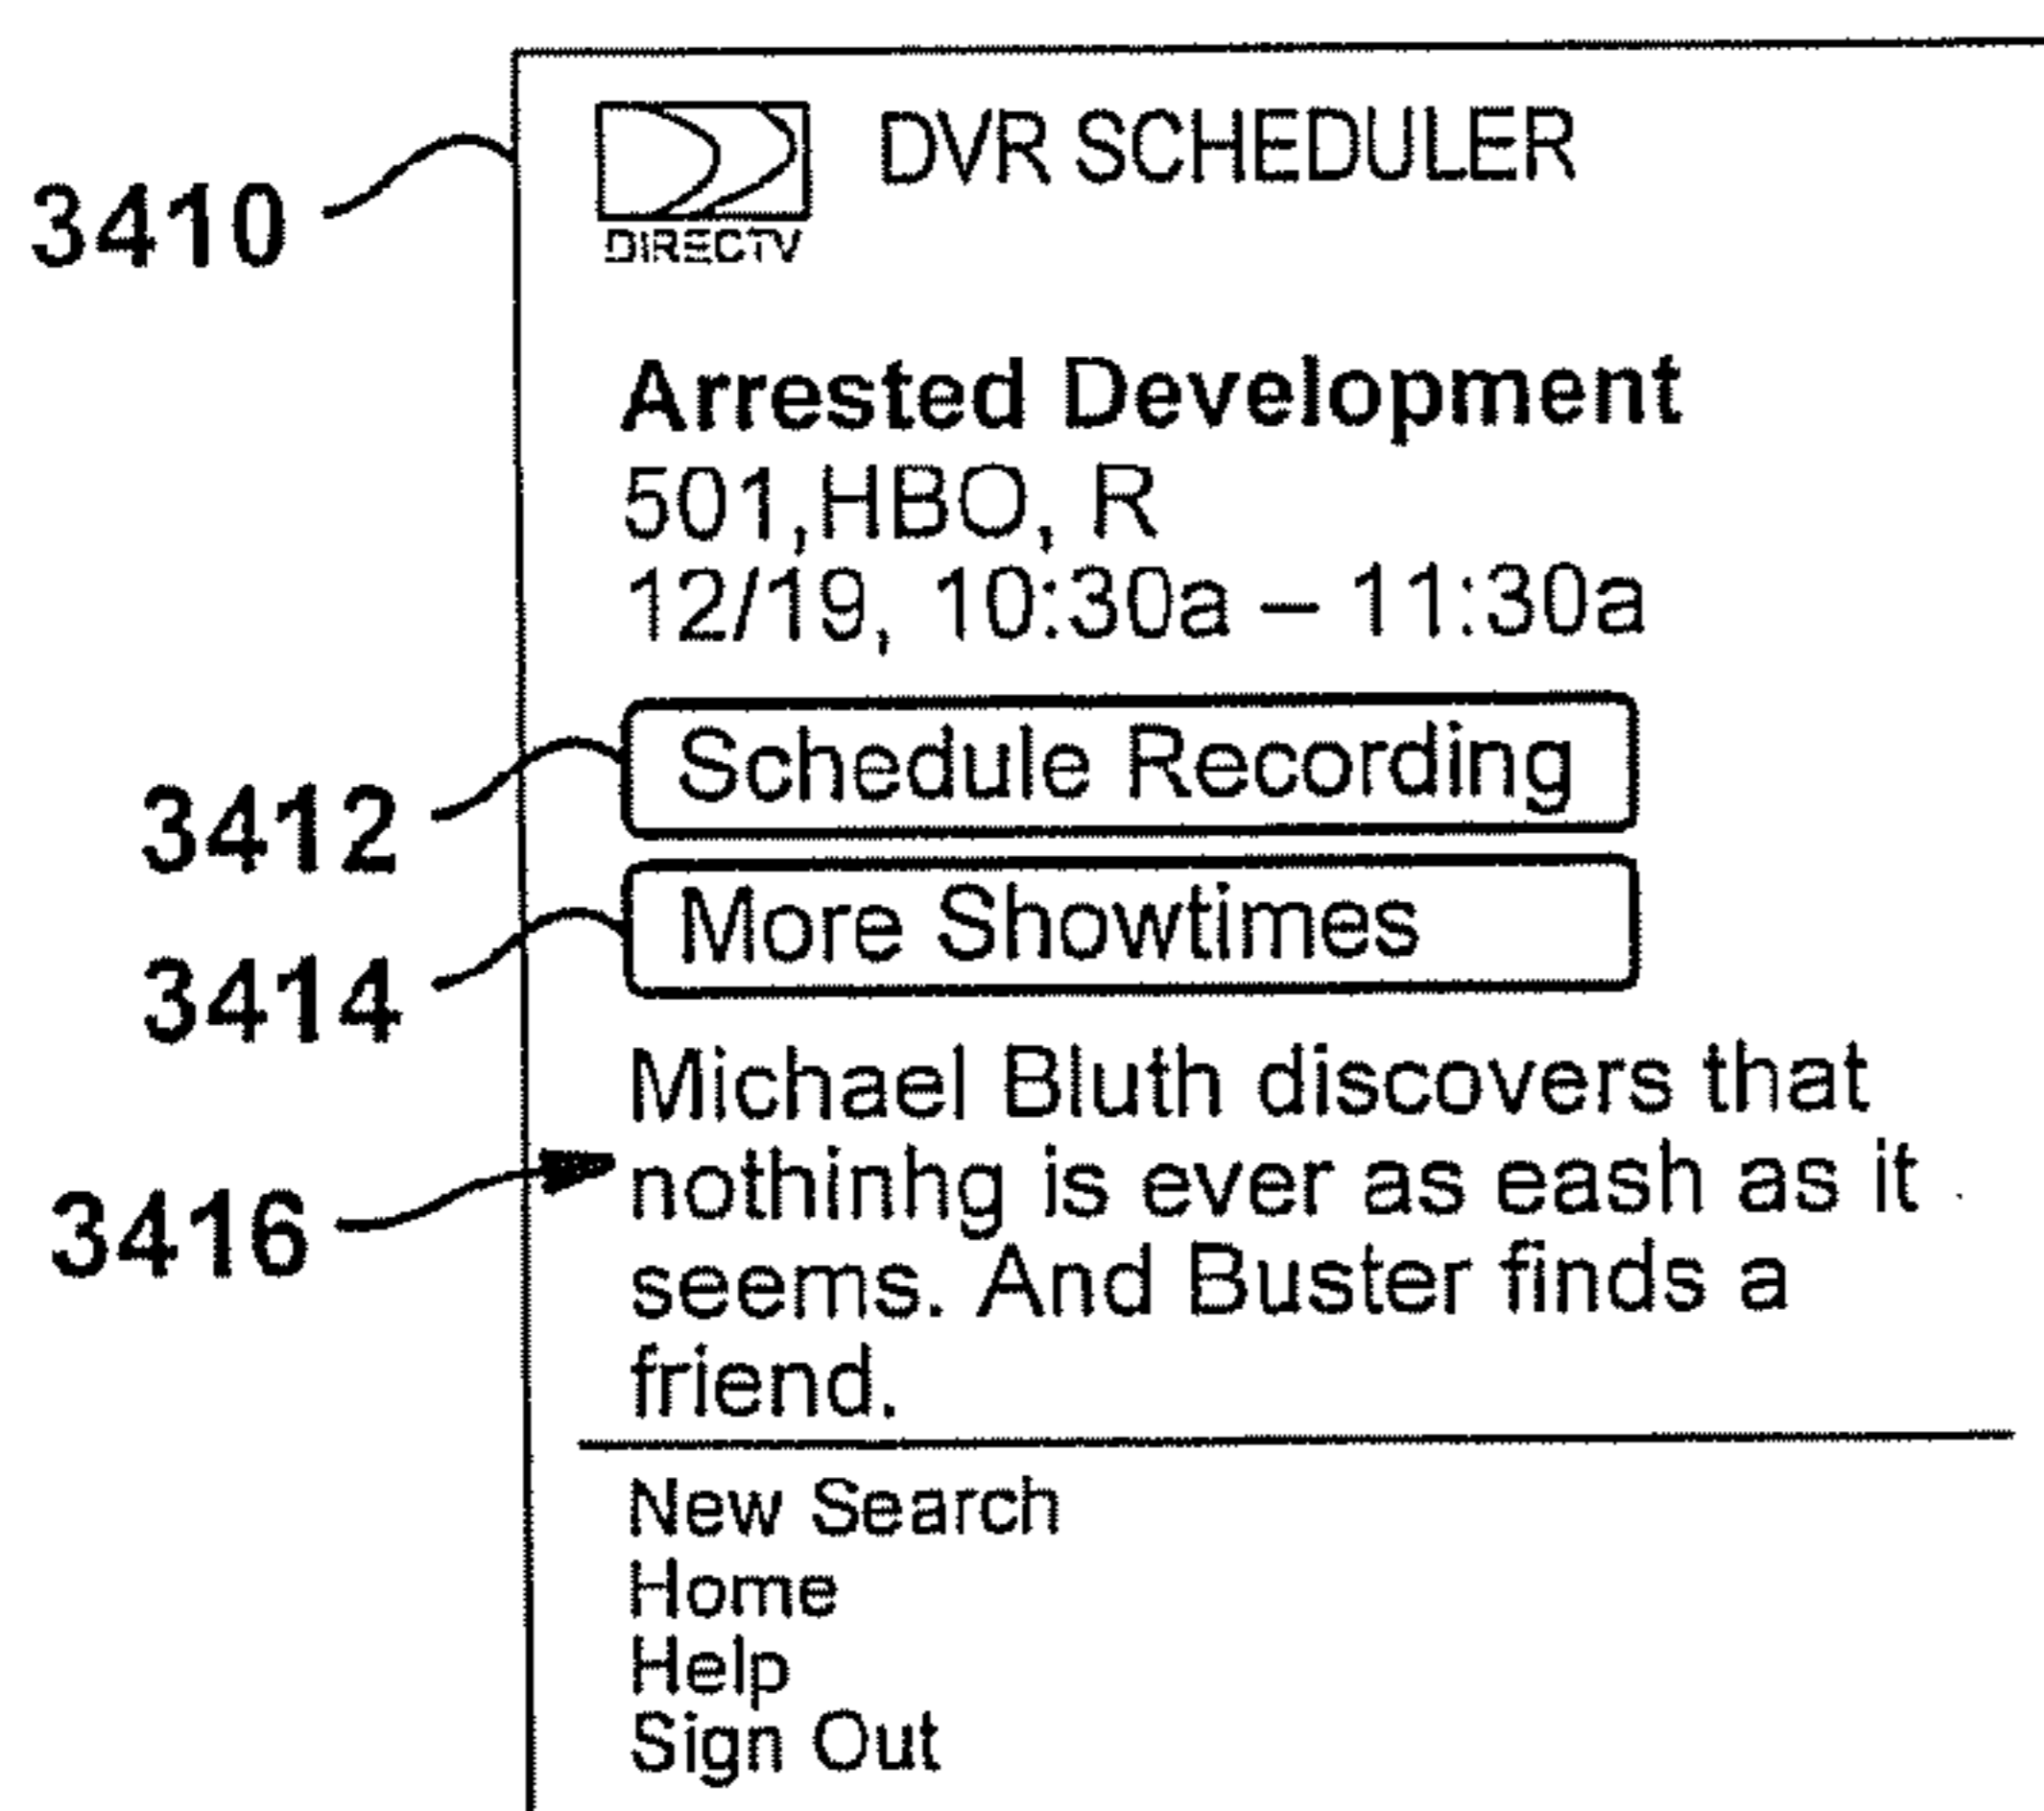 DVR SCHEDULER
3410
DIRECTV
Arrested Development
501,HBO, R
12/19, 10:30a – 11:30a
Schedule Recording
3412
More Showtimes
3414
Michael Bluth discovers that
nothinhg is ever as eash as it
3416
seems. And Buster finds a
friend.
New Search
Home
Help
Sign Out